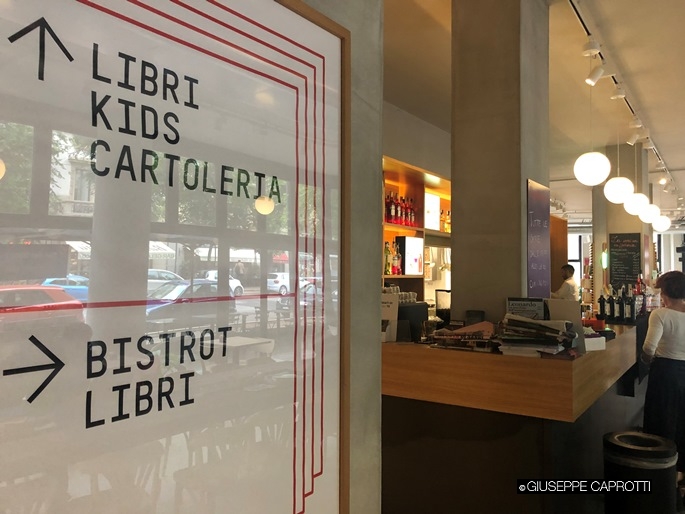 LIBRI
KIDS
CARTOLERIA
BISTROT
LIBRI
©GIUSEPPE CAPROTTI